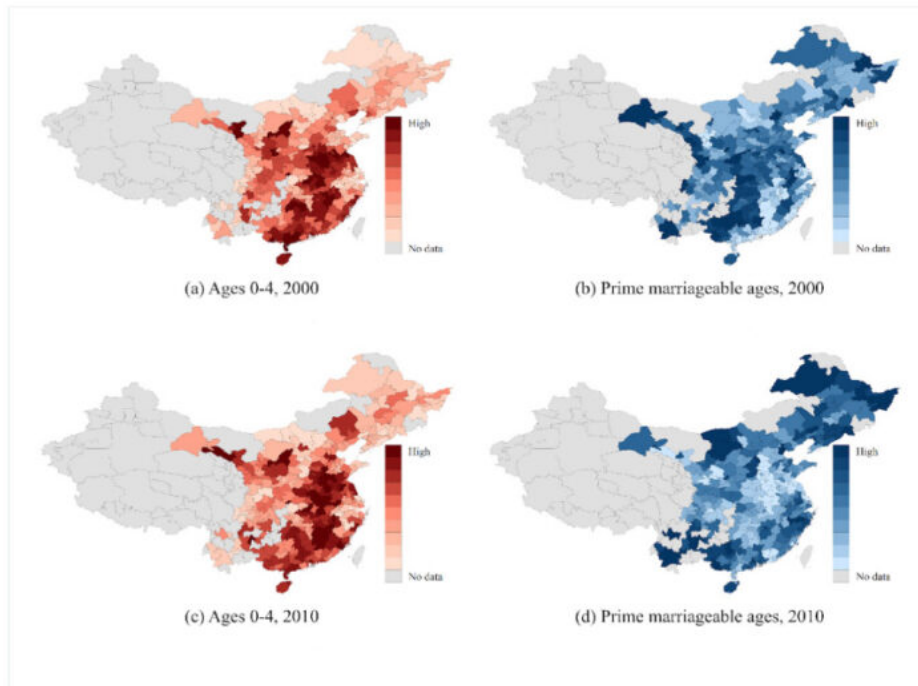 High
No data
(a) Ages 0-4, 2000
High
No data
(b) Prime marriageable ages, 2000
High
No data
(c) Ages 0-4, 2010
High
No data
(d) Prime marriageable ages, 2010